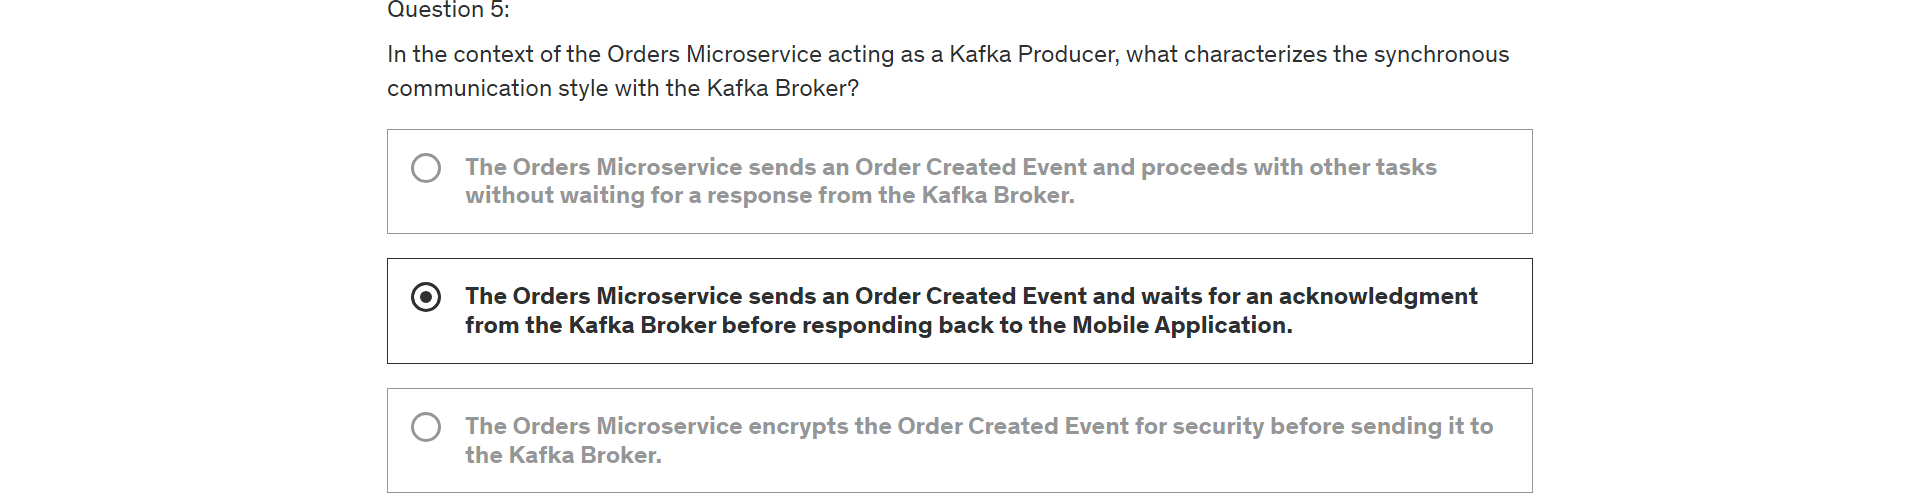 Question 5:
In the context of the Orders Microservice acting as a Kafka Producer, what characterizes the synchronous
communication style with the Kafka Broker?
The Orders Microservice sends an Order Created Event and proceeds with other tasks
without waiting for a response from the Kafka Broker.
The Orders Microservice sends an Order Created Event and waits for an acknowledgment
from the Kafka Broker before responding back to the Mobile Application.
The Orders Microservice encrypts the Order Created Event for security before sending it to
the Kafka Broker.